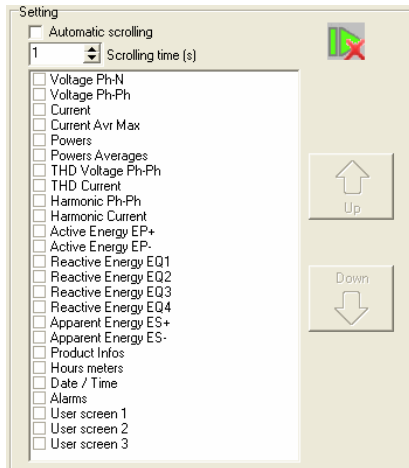 Setting
Automatic scrolling
1 Scrolling time (s)
Voltage Ph-N
Voltage Ph-Ph
Current
Current Avr Max
Powers
Powers Averages
THD Voltage Ph-Ph
THD Current
Harmonic Ph-Ph
Harmonic Current
Active Energy EP+
Active Energy EP-
Reactive Energy EQ1
Reactive Energy EQ2
Reactive Energy EQ3
Reactive Energy EQ4
Apparent Energy ES+
Apparent Energy ES-
Product Infos
Hours meters
Date / Time
Alarms
User screen 1
User screen 2
User screen 3
Up
Down